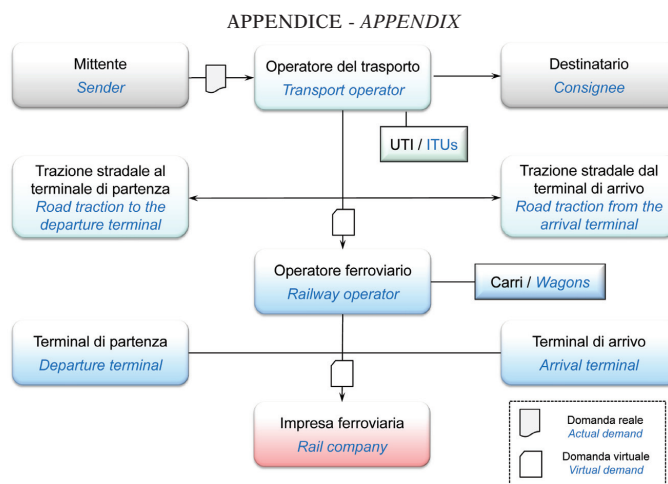 APPENDICE - APPENDIX
Mittente
Sender
Operatore del trasporto
Transport operator
Destinatario
Consignee
UTI / ITUs
Trazione stradale al
terminale di partenza
Road traction to the
departure terminal
Trazione stradale dal
terminal di arrivo
Road traction from the
arrival terminal
Operatore ferroviario
Railway operator
Carri / Wagons
Terminal di partenza
Departure terminal
Terminal di arrivo
Arrival terminal
Impresa ferroviaria
Rail company
Domanda reale
Actual demand
Domanda virtuale
Virtual demand